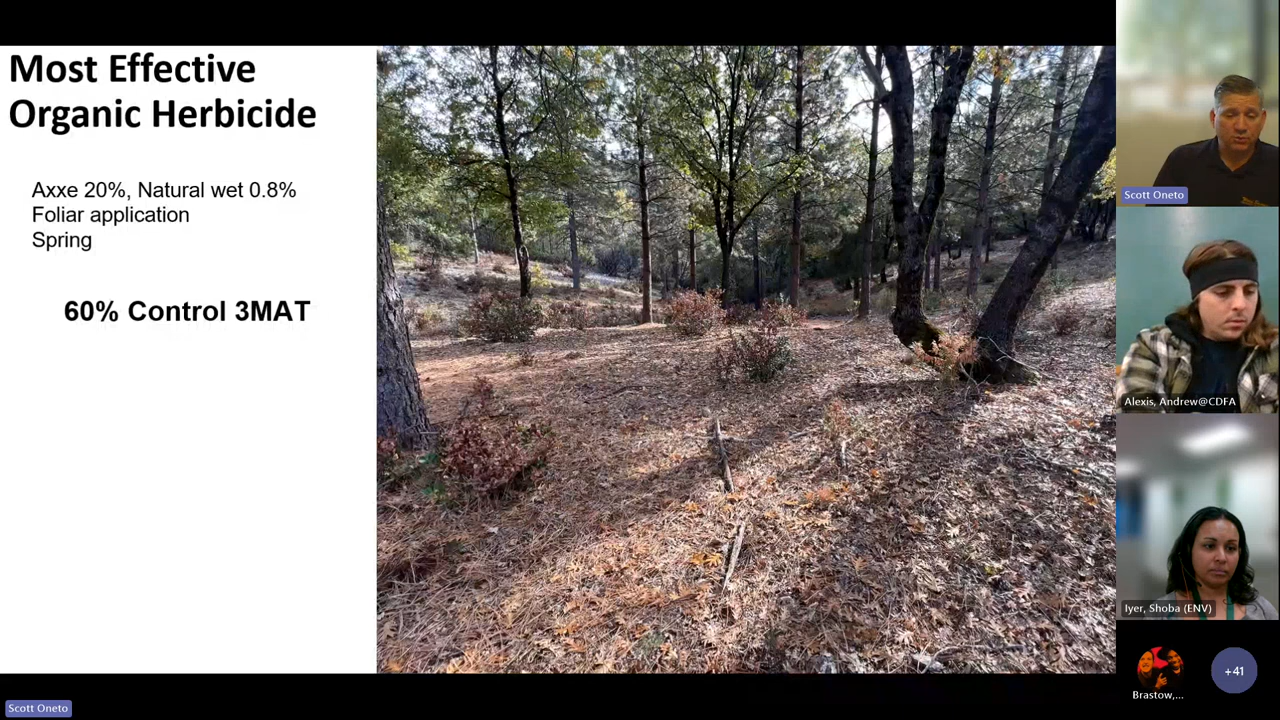 Most Effective
Organic Herbicide
Axxe 20%, Natural wet 0.8%
Foliar application
Spring
60% Control 3MAT
Scott Oneto
Alexis, Andrew@CDFA
Iyer, Shoba (ENV)
Brastow,...
+41
Scott Oneto